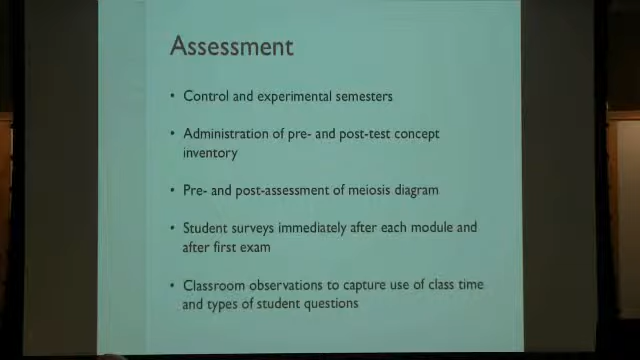 Assessment
• Control and experimental semesters
• Administration of pre- and post-test concept
inventory
• Pre- and post-assessment of meiosis diagram
• Student surveys immediately after each module and
after first exam
• Classroom observations to capture use of class time
and types of student questions